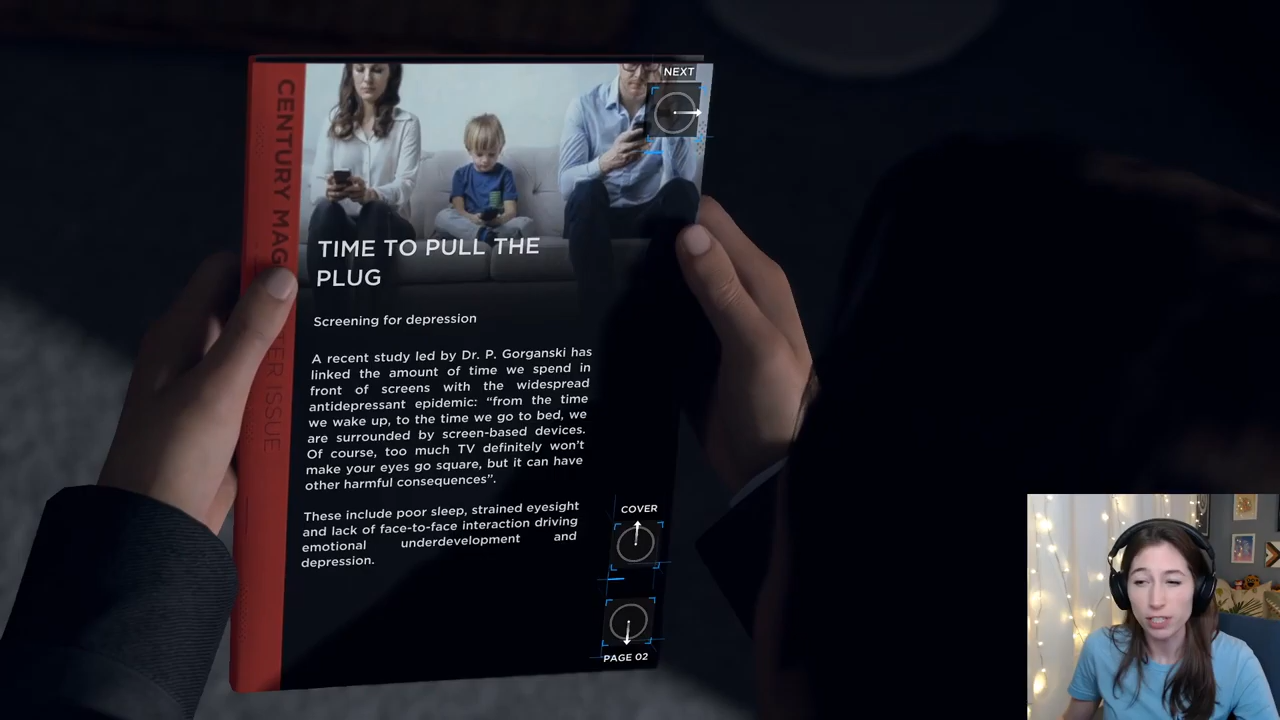 NEXT
CENTURY MAG
TER ISSUE
TIME TO PULL THE
PLUG
Screening for depression
A recent study led by Dr. P. Gorganski has
linked the amount of time we spend in
front of screens with the widespread
antidepressant epidemic: “from the time
we wake up, to the time we go to bed, we
are surrounded by screen-based devices.
Of course, too much TV definitely won’t
make your eyes go square, but it can have
other harmful consequences”.
These include poor sleep, strained eyesight
and lack of face-to-face interaction driving
emotional underdevelopment and
depression.
COVER
PAGE 02